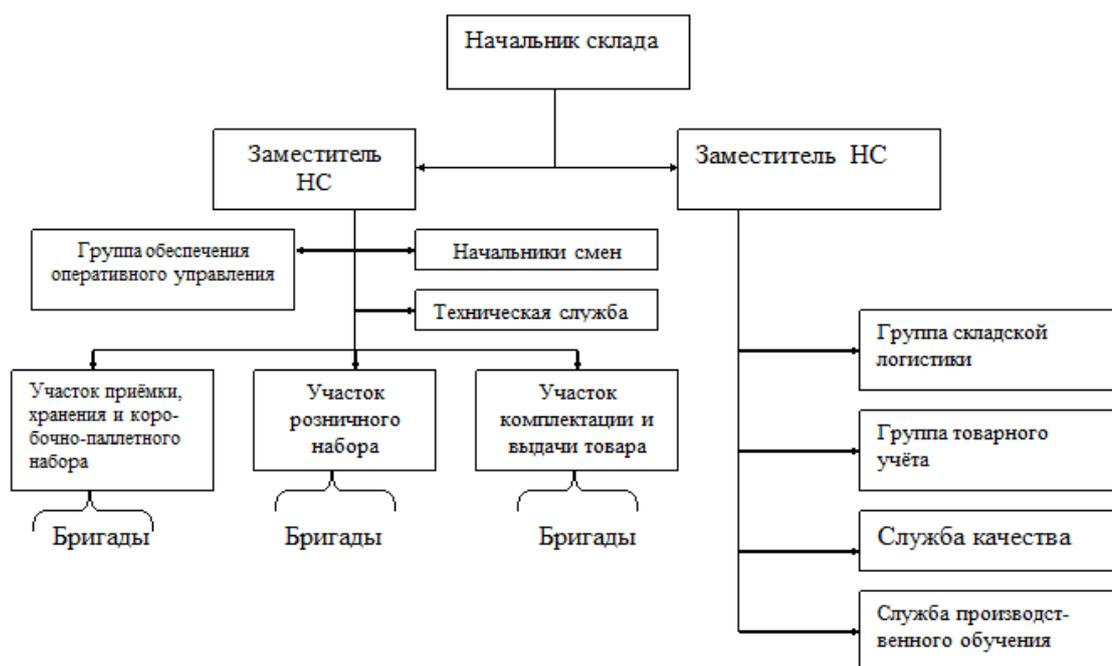 Начальник склада
Заместитель
НС
Заместитель НС
Группа обеспечения
оперативного управления
Начальники смен
Техническая служба
Участок приёмки,
хранения и коро-
бочно-паллетного
набора
Участок
розничного
набора
Участок
комплектации и
выдачи товара
Бригады
Бригады
Бригады
Группа складской
логистики
Группа товарного
учёта
Служба качества
Служба производст-
венного обучения